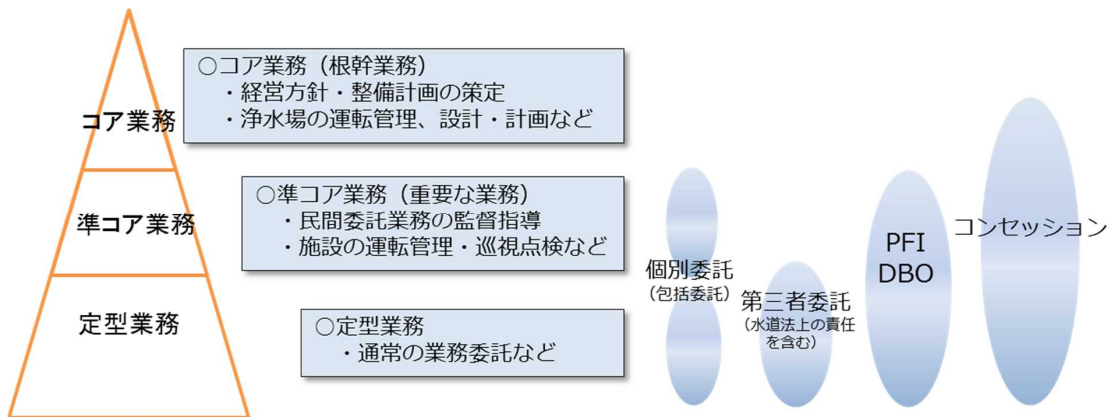 コア業務
準コア業務
定型業務
○コア業務（根幹業務）
・経営方針・整備計画の策定
・浄水場の運転管理、設計・計画など
○準コア業務（重要な業務）
・民間委託業務の監督指導
・施設の運転管理・巡視点検など
○定型業務
・通常の業務委託など
個別委託
（包括委託）
第三者委託
（水道法上の責任
を含む）
PFI
DBO
コンセッション